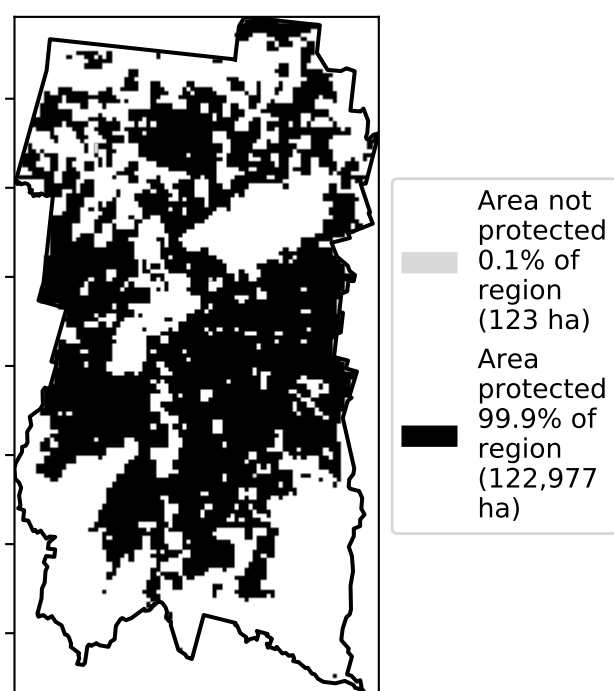 Area not
protected
0.1% of
region
(123 ha)
Area
protected
99.9% of
region
(122,977
ha)